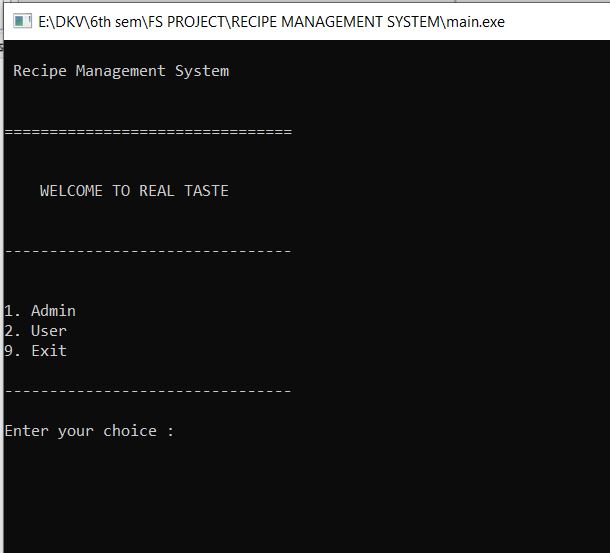 E:\DKV\6th sem\FS PROJECT\RECIPE MANAGEMENT SYSTEM\main.exe
Recipe Management System
================================
WELCOME TO REAL TASTE
--------------------------------
1. Admin
2. User
9. Exit
--------------------------------
Enter your choice :